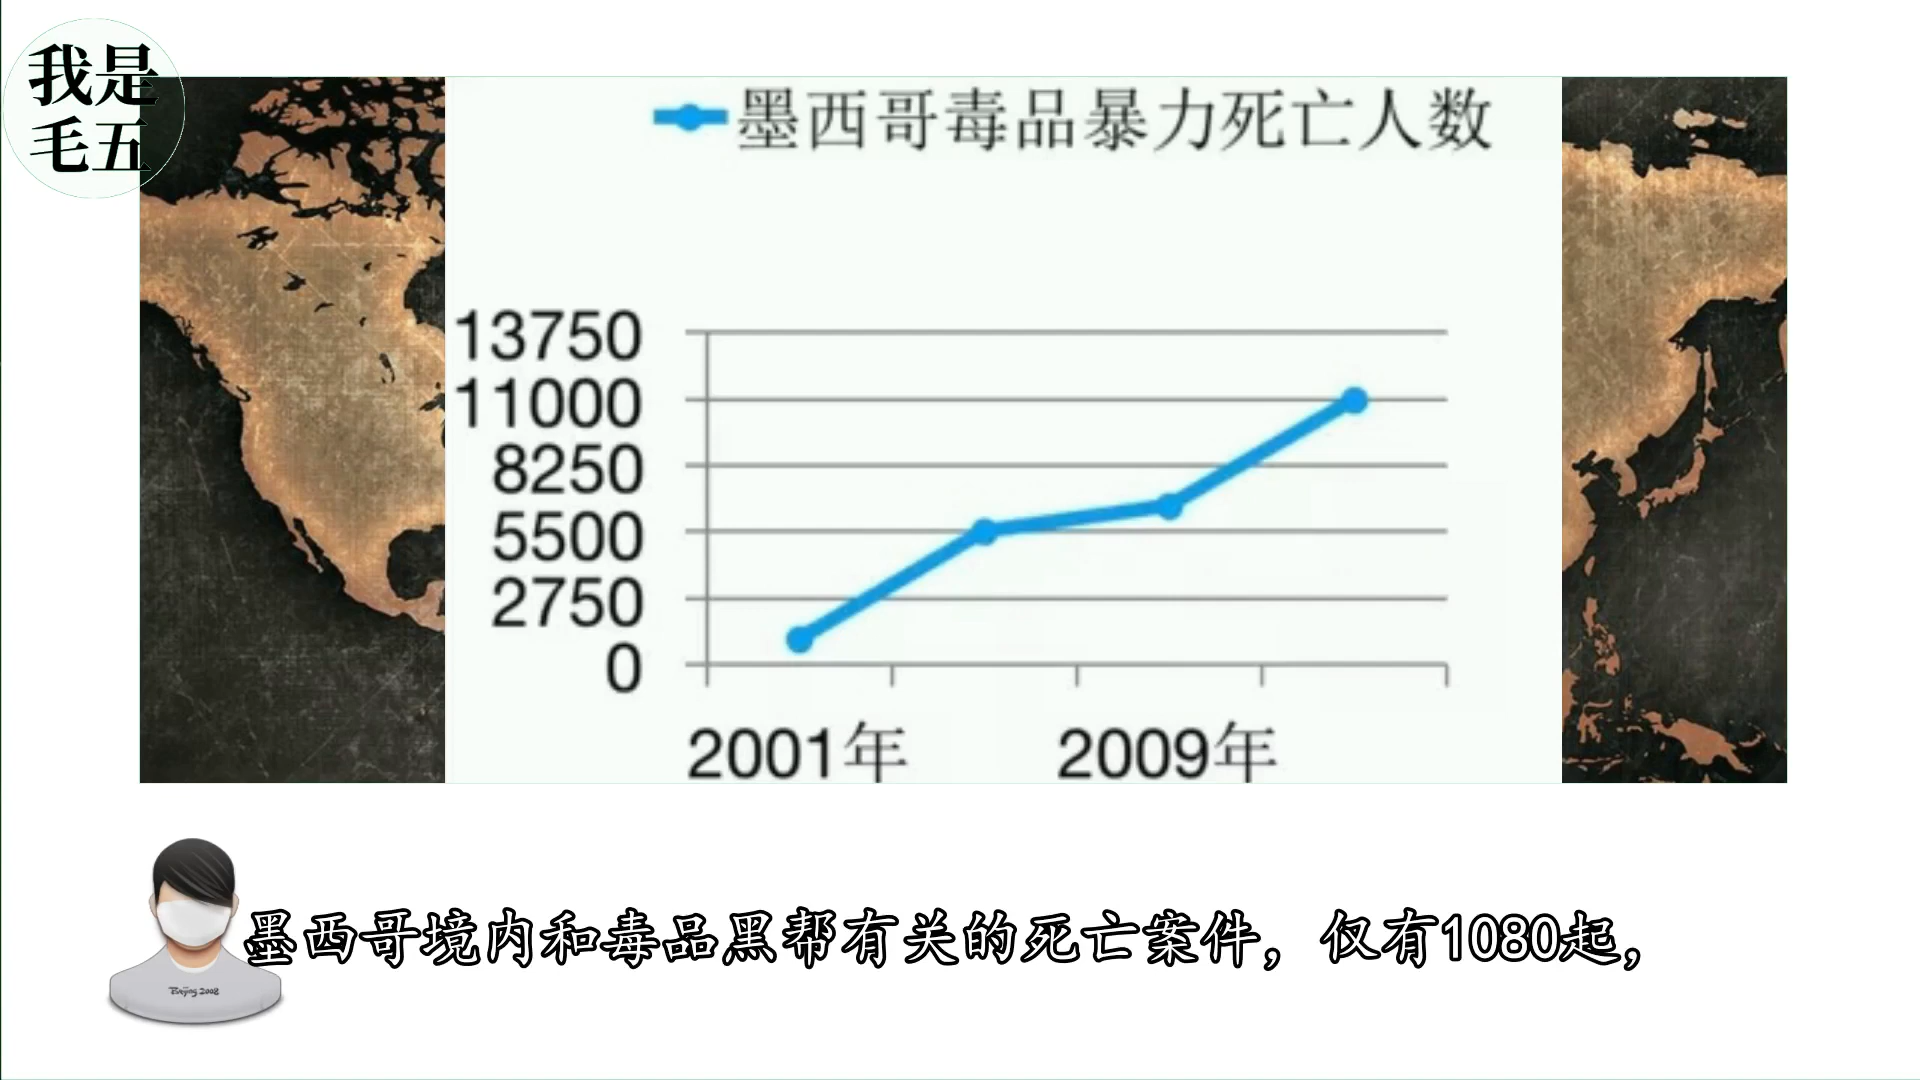 我是
毛五
墨西哥毒品暴力死亡人数
13750
11000
8250
5500
2750
0
2001年 2009年
墨西哥境内和毒品黑帮有关的死亡案件，仅有1080起，
Beijing 2008